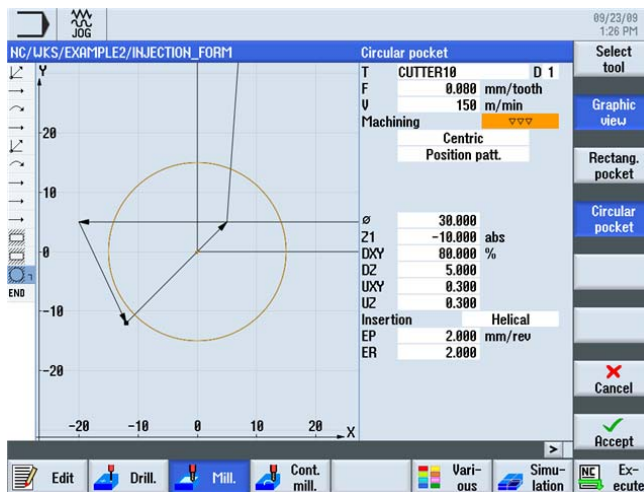 JOG
09/23/09
1:26 PM
NC/WKS/EXAMPLE2/INJECTION_FORM
Circular pocket
Select tool
T CUTTER10 D 1
F 0.080 mm/tooth
V 150 m/min
Machining ▽▽▽
Centric
Position patt.
Graphic view
Rectang. pocket
Circular pocket
ø 30.000
Z1 -10.000 abs
DXY 80.000 %
DZ 5.000
UXY 0.300
UZ 0.300
Insertion Helical
EP 2.000 mm/rev
ER 2.000
Y
20
10
0
-10
-20
-20 -10 0 10 20 X
END
Cancel
Accept
>
Edit
Drill.
Mill.
Cont. mill.
Vari- ous
Simu- lation
NC Ex- ecute